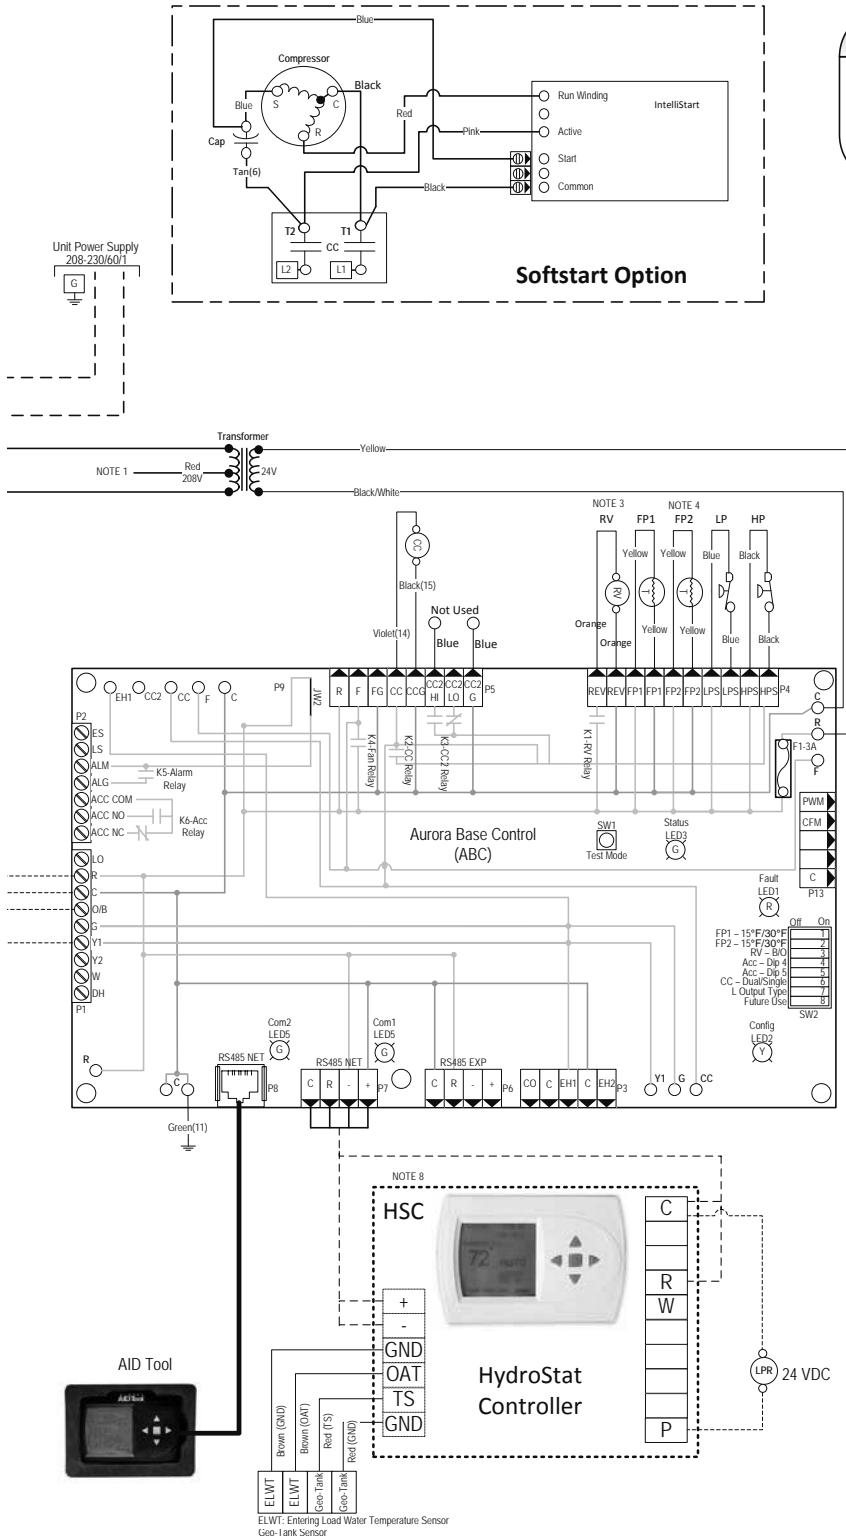 Blue
Compressor
S
C
Black
R
Blue
Cap
Tan(6)
Red
Pink
Black
Run Winding
IntelliStart
Active
Start
Common
T2
T1
CC
L2
L1
Softstart Option
Unit Power Supply
208-230/60/1
G
Transformer
Yellow
NOTE 1
Red
208V
24V
Black/White
NOTE 3
NOTE 4
RV
FP1
FP2
LP
HP
CC
Black(15)
Violet(14)
Not Used
Blue
Blue
Yellow
Yellow
Blue
Black
RV
T
T
Orange
Orange
Yellow
Yellow
Blue
Black
EH1
CC2
CC
F
C
P9
JW2
R
F
FG
CC
CCG
CC2
HI
CC2
LO
CC2
G
P5
REV
REV
FP1
FP1
FP2
FP2
LPS
LPS
HPS
HPS
P4
C
R
F1-3A
F
P2
ES
LS
ALM
ALG
ACC COM
ACC NO
ACC NC
K5-Alarm
Relay
K6-Acc
Relay
K4-Fan Relay
K2-CC Relay
K3-CC2 Relay
K1-RV Relay
Aurora Base Control
(ABC)
SW1
Test Mode
Status
LED3
G
PWM
CFM
C
P13
Fault
LED1
R
LO
R
C
O/B
G
Y1
Y2
W
DH
P1
Off On
FP1 – 15°F/30°F 1
FP2 – 15°F/30°F 2
RV – B/O 3
Acc – Dip 4 4
Acc – Dip 5 5
CC – Dual/Single 6
L Output Type 7
Future Use 8
SW2
Config
LED2
Y
R
C
Green(11)
RS485 NET
P8
Com2
LED5
G
Com1
LED5
G
RS485 NET
C R - +
P7
RS485 EXP
C R - +
P6
CO C EH1 C EH2
P3
Y1 G CC
NOTE 8
HSC
72
AUTO
C
R
W
P
+
-
GND
OAT
TS
GND
HydroStat
Controller
LPR
24 VDC
AID Tool
Brown (GND)
Brown (OAT)
Red (TS)
Red (GND)
ELWT
ELWT
Geo-Tank
Geo-Tank
ELWT: Entering Load Water Temperature Sensor
Geo-Tank Sensor